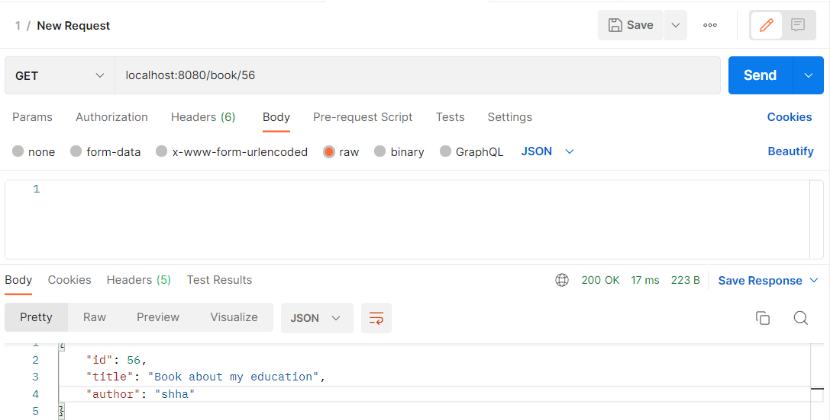 1 / New Request
Save
GET localhost:8080/book/56 Send
Params Authorization Headers (6) Body Pre-request Script Tests Settings Cookies
none form-data x-www-form-urlencoded raw binary GraphQL JSON Beautify
1
Body Cookies Headers (5) Test Results 200 OK 17 ms 223 B Save Response
Pretty Raw Preview Visualize JSON
1 {
2 "id": 56,
3 "title": "Book about my education",
4 "author": "shha"
5 }